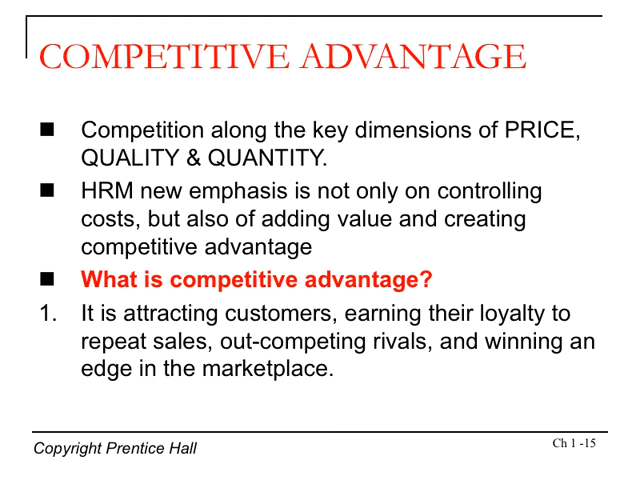 COMPETITIVE ADVANTAGE
■ Competition along the key dimensions of PRICE,
QUALITY & QUANTITY.
■ HRM new emphasis is not only on controlling
costs, but also of adding value and creating
competitive advantage
■ What is competitive advantage?
1. It is attracting customers, earning their loyalty to
repeat sales, out-competing rivals, and winning an
edge in the marketplace.
Copyright Prentice Hall
Ch 1 -15